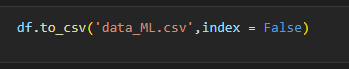 df.to_csv('data_ML.csv',index = False)